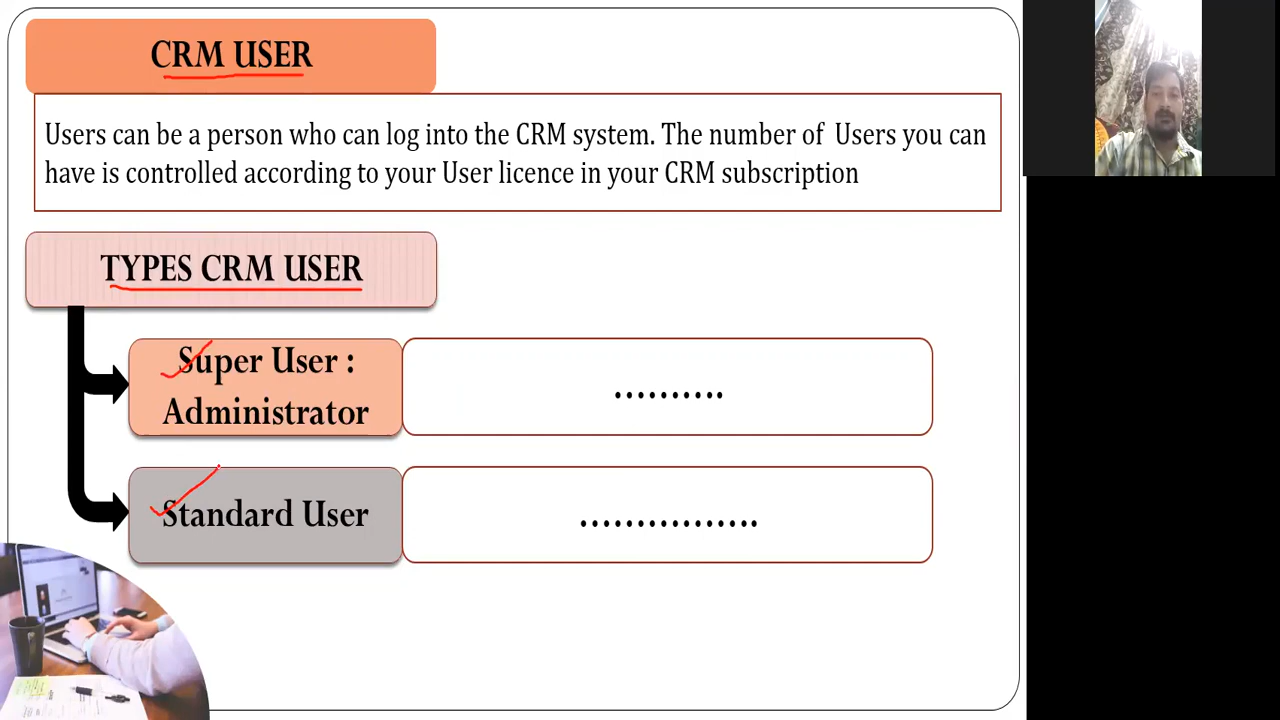 CRM USER
Users can be a person who can log into the CRM system. The number of Users you can
have is controlled according to your User licence in your CRM subscription
TYPES CRM USER
Super User :
Administrator
..........
Standard User
................